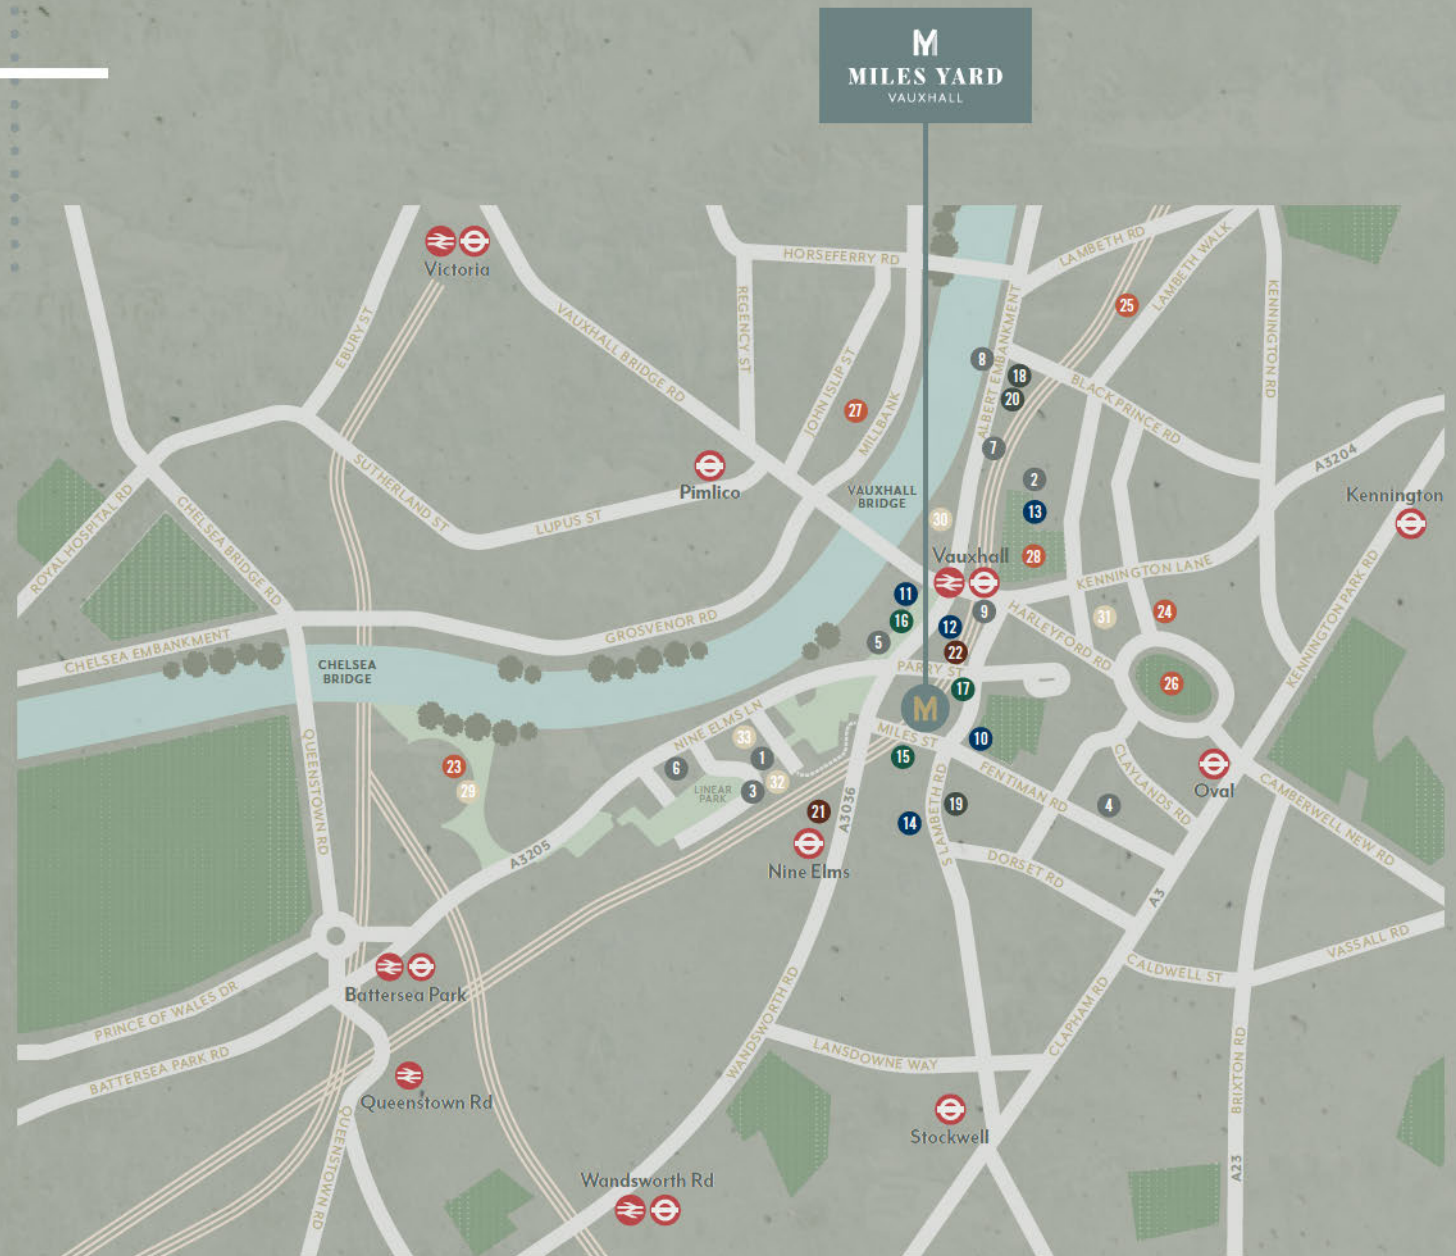 M
MILES YARD
VAUXHALL
Victoria
HORSEFERRY RD
LAMBETH RD
LAMBETH WALK
EBURY ST
VAUXHALL BRIDGE RD
REGENCY ST
JOHN ISLIP ST
MILLBANK
ALBERT EMBANKMENT
KENNINGTON RD
25
8
18
20
27
BLACK PRINCE RD
7
A3204
Pimlico
2
Kennington
VAUXHALL
BRIDGE
13
30
ROYAL HOSPITAL RD
CHELSEA BRIDGE RD
SUTHERLAND ST
LUPUS ST
Vauxhall
28
KENNINGTON LANE
KENNINGTON PARK RD
11
9
31
24
16
12
HARLEYFORD RD
GROSVENOR RD
CHELSEA EMBANKMENT
5
22
CHELSEA
BRIDGE
PARRY ST
17
26
M
NINE ELMS LN
33
MILES ST
10
QUEENSTOWN RD
23
6
1
15
CLAYLANDS RD
Oval
29
LINEAR
PARK
3
32
FENTIMAN RD
CAMBERWELL NEW RD
21
A3036
14
S LAMBETH RD
19
4
A3205
Nine Elms
DORSET RD
A3
VASSALL RD
CALDWELL ST
Battersea Park
PRINCE OF WALES DR
WANDSWORTH RD
CLAPHAM RD
BATTERSEA PARK RD
LANSDOWNE WAY
BRIXTON RD
Queenstown Rd
QUEENSTOWN RD
Stockwell
A23
Wandsworth Rd